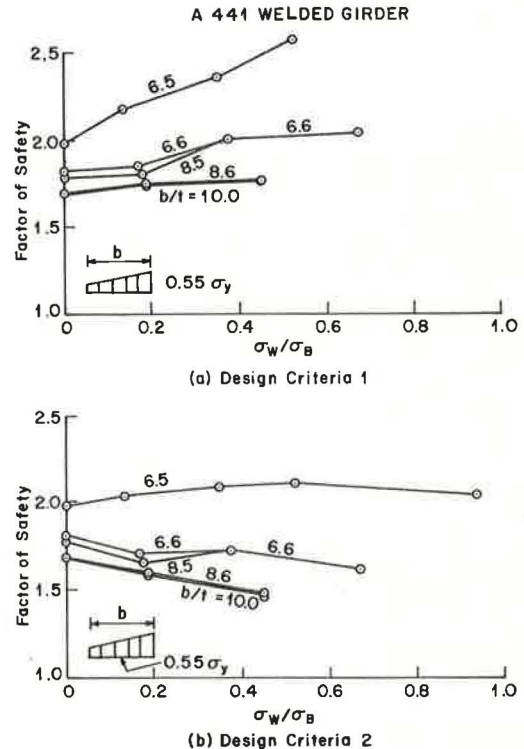 A 441 WELDED GIRDER
2.5
6.5
2.0
6.6
6.6
8.5
8.6
b/t = 10.0
1.5
b
0.55 σy
1.0
0
0.2
0.4
0.6
0.8
1.0
Factor of Safety
σW/σB
(a) Design Criteria 1
2.5
6.5
2.0
6.6
6.6
8.5
8.6
b/t = 10.0
1.5
b
0.55 σy
1.0
0
0.2
0.4
0.6
0.8
1.0
Factor of Safety
σW/σB
(b) Design Criteria 2